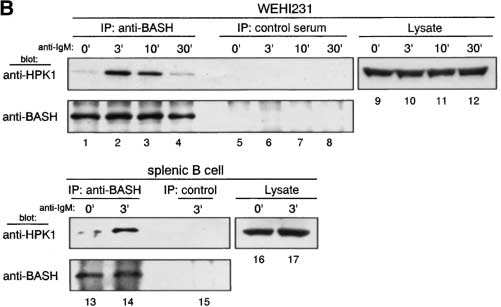 B
WEHI231
IP: anti-BASH IP: control serum Lysate
anti-IgM: 0' 3' 10' 30' 0' 3' 10' 30' 0' 3' 10' 30'
blot:
anti-HPK1
9 10 11 12
anti-BASH
1 2 3 4 5 6 7 8
splenic B cell
IP: anti-BASH IP: control Lysate
anti-IgM: 0' 3' 3' 0' 3'
blot:
anti-HPK1
16 17
anti-BASH
13 14 15